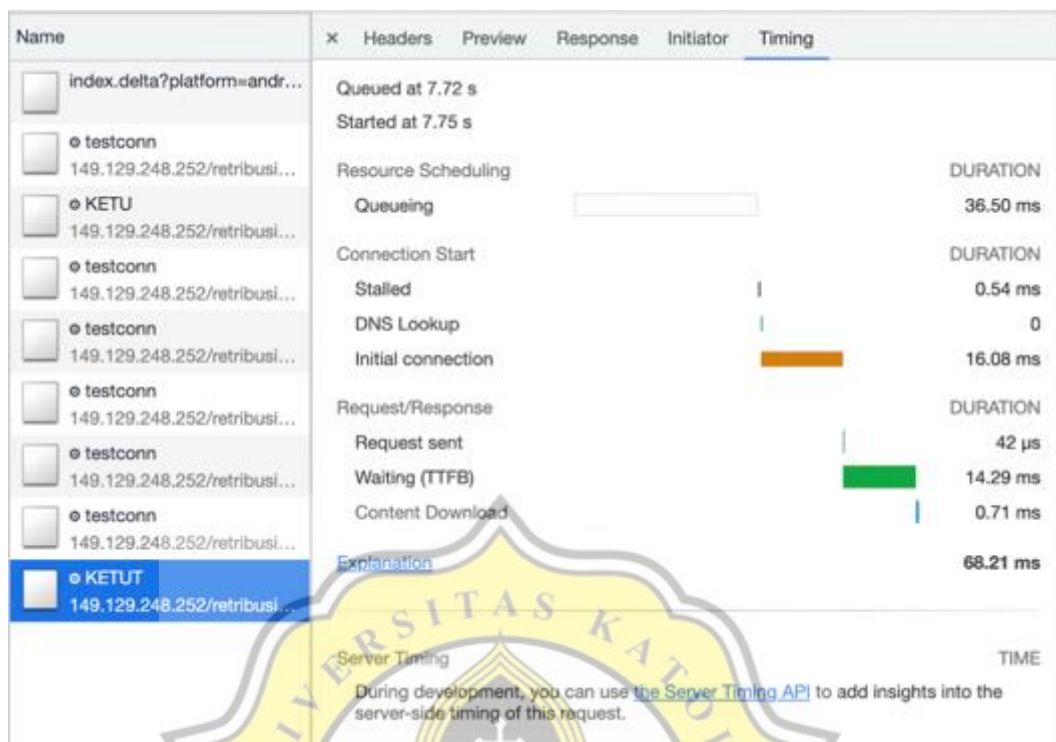 Name
index.delta?platform=andr...
testconn
149.129.248.252/retribusi...
KETU
149.129.248.252/retribusi...
testconn
149.129.248.252/retribusi...
testconn
149.129.248.252/retribusi...
testconn
149.129.248.252/retribusi...
testconn
149.129.248.252/retribusi...
testconn
149.129.248.252/retribusi...
KETUT
149.129.248.252/retribusi...
× Headers Preview Response Initiator Timing
Queued at 7.72 s
Started at 7.75 s
Resource Scheduling DURATION
Queueing 36.50 ms
Connection Start DURATION
Stalled 0.54 ms
DNS Lookup 0
Initial connection 16.08 ms
Request/Response DURATION
Request sent 42 μs
Waiting (TTFB) 14.29 ms
Content Download 0.71 ms
Explanation 68.21 ms
Server Timing TIME
During development, you can use the Server Timing API to add insights into the
server-side timing of this request.